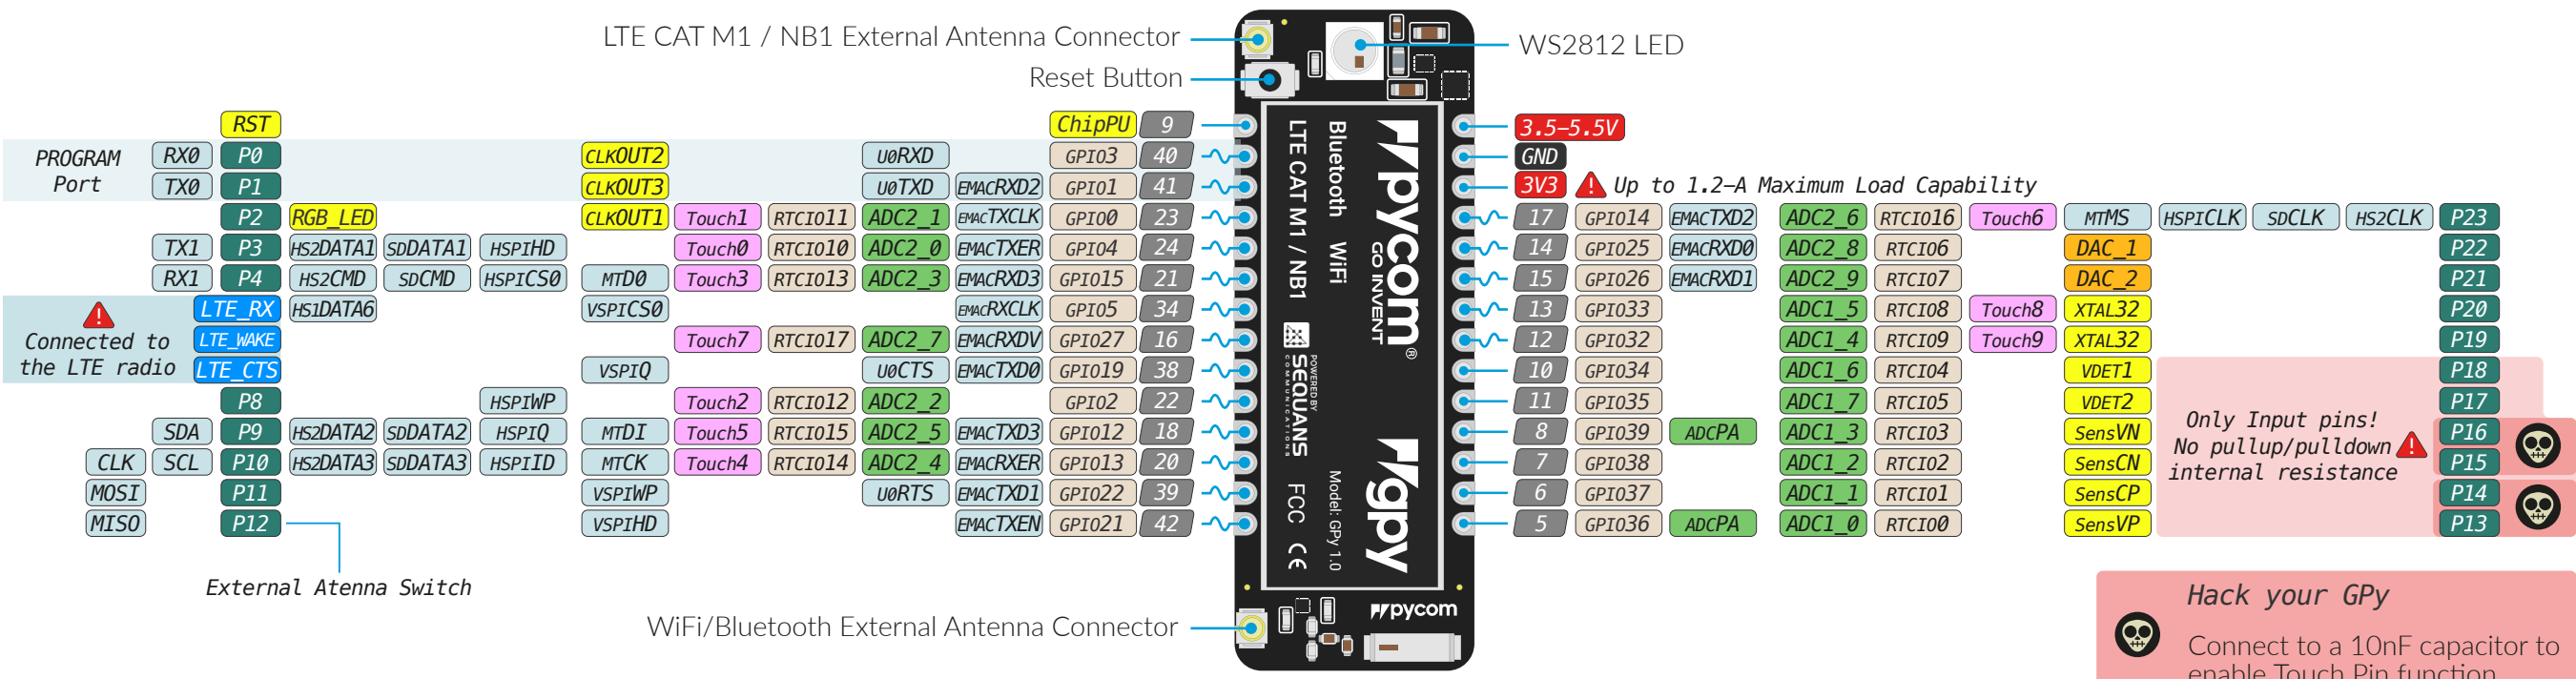 LTE CAT M1 / NB1 External Antenna Connector
WS2812 LED
Reset Button
RST ChipPU 9 3.5–5.5V
PROGRAM Port
RX0 P0 CLKOUT2 U0RXD GPIO3 40 GND
TX0 P1 CLKOUT3 U0TXD EMACRXD2 GPIO1 41 3V3 Up to 1.2–A Maximum Load Capability
P2 RGB_LED CLKOUT1 Touch1 RTCIO11 ADC2_1 EMACTXCLK GPIO0 23 17 GPIO14 EMACTXD2 ADC2_6 RTCIO16 Touch6 MTMS HSPICLK SDCLK HS2CLK P23
TX1 P3 HS2DATA1 SDDATA1 HSPIHD Touch0 RTCIO10 ADC2_0 EMACTXER GPIO4 24 14 GPIO25 EMACRXD0 ADC2_8 RTCIO6 DAC_1 P22
RX1 P4 HS2CMD SDCMD HSPICS0 MTD0 Touch3 RTCIO13 ADC2_3 EMACRXD3 GPIO15 21 15 GPIO26 EMACRXD1 ADC2_9 RTCIO7 DAC_2 P21
LTE_RX HS1DATA6 VSPICS0 EMACRXCLK GPIO5 34 13 GPIO33 ADC1_5 RTCIO8 Touch8 XTAL32 P20
Connected to
the LTE radio
LTE_WAKE Touch7 RTCIO17 ADC2_7 EMACRXDV GPIO27 16 12 GPIO32 ADC1_4 RTCIO9 Touch9 XTAL32 P19
LTE_CTS VSPIQ U0CTS EMACTXD0 GPIO19 38 10 GPIO34 ADC1_6 RTCIO4 VDET1 P18
P8 HSPIWP Touch2 RTCIO12 ADC2_2 GPIO2 22 11 GPIO35 ADC1_7 RTCIO5 VDET2 P17
SDA P9 HS2DATA2 SDDATA2 HSPIQ MTDI Touch5 RTCIO15 ADC2_5 EMACTXD3 GPIO12 18 8 GPIO39 ADCPA ADC1_3 RTCIO3 SensVN P16
CLK SCL P10 HS2DATA3 SDDATA3 HSPIID MTCK Touch4 RTCIO14 ADC2_4 EMACRXER GPIO13 20 7 GPIO38 ADC1_2 RTCIO2 SensCN P15
MOSI P11 VSPIWP U0RTS EMACTXD1 GPIO22 39 6 GPIO37 ADC1_1 RTCIO1 SensCP P14
MISO P12 VSPIHD EMACTXEN GPIO21 42 5 GPIO36 ADCPA ADC1_0 RTCIO0 SensVP P13
Only Input pins!
No pullup/pulldown
internal resistance
External Atenna Switch
WiFi/Bluetooth External Antenna Connector
pycom®
GO INVENT
Bluetooth WiFi
LTE CAT M1 / NB1
POWERED BY
SEQUANS
COMMUNICATIONS
gpy
Model: GPy 1.0
FCC CE
pycom
Hack your GPy
Connect to a 10nF capacitor to
enable Touch Pin function